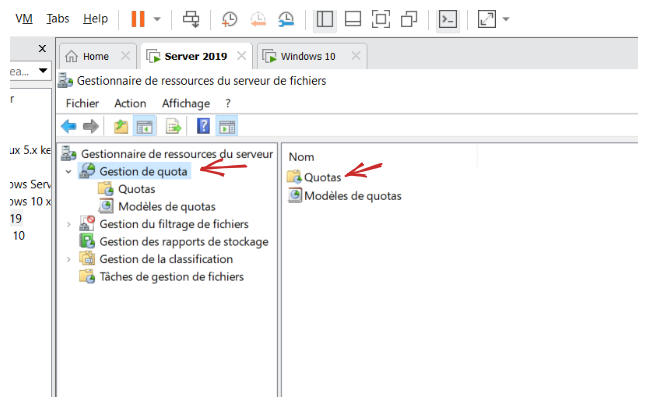 VM Tabs Help
Home Server 2019 Windows 10
ea...
Gestionnaire de ressources du serveur de fichiers
Fichier Action Affichage ?
r
ux 5.x ke
ows Serv
ows 10 x
19
10
Gestionnaire de ressources du serveur
Gestion de quota
Quotas
Modèles de quotas
Gestion du filtrage de fichiers
Gestion des rapports de stockage
Gestion de la classification
Tâches de gestion de fichiers
Nom
Quotas
Modèles de quotas